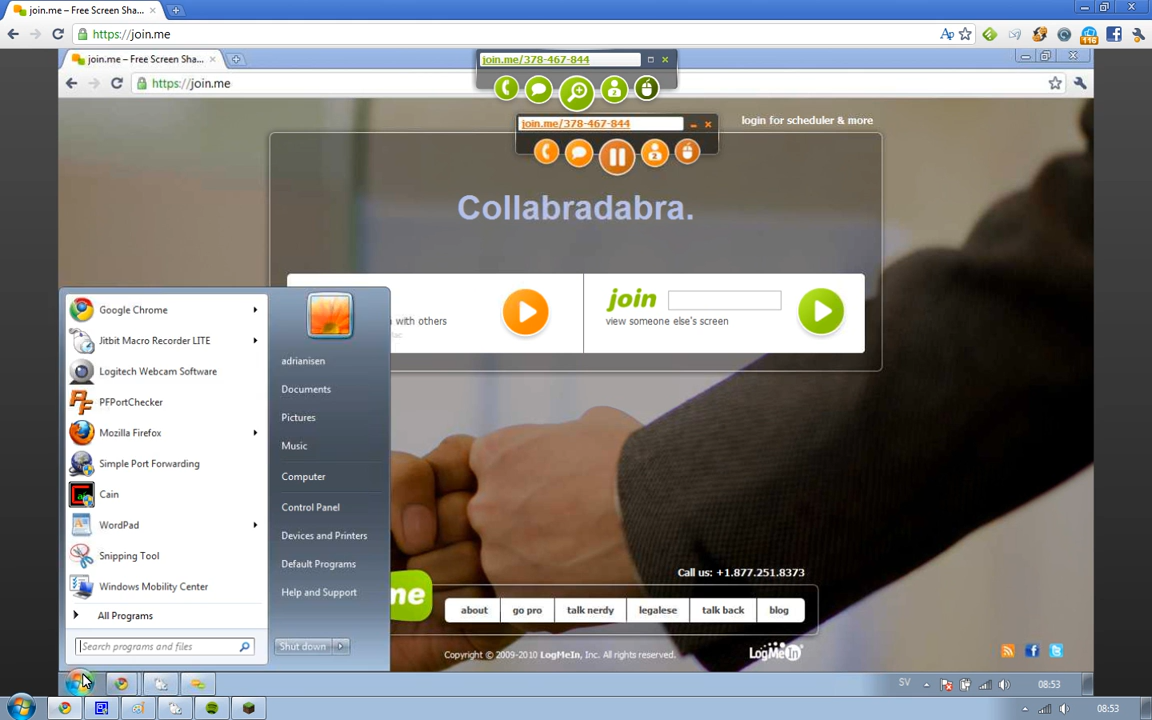 join.me – Free Screen Sha...
https://join.me
116
join.me – Free Screen Sha...
https://join.me
join.me/378-467-844
2
join.me/378-467-844
2
login for scheduler & more
Collabradabra.
n with others
join
view someone else's screen
Google Chrome
Jitbit Macro Recorder LITE
Logitech Webcam Software
PFPortChecker
Mozilla Firefox
Simple Port Forwarding
Cain
WordPad
Snipping Tool
Windows Mobility Center
All Programs
Search programs and files
adrianisen
Documents
Pictures
Music
Computer
Control Panel
Devices and Printers
Default Programs
Help and Support
Shut down
Call us: +1.877.251.8373
me
about
go pro
talk nerdy
legalese
talk back
blog
Copyright © 2009-2010 LogMeIn, Inc. All rights reserved.
LogMeIn
SV
08:53
08:53